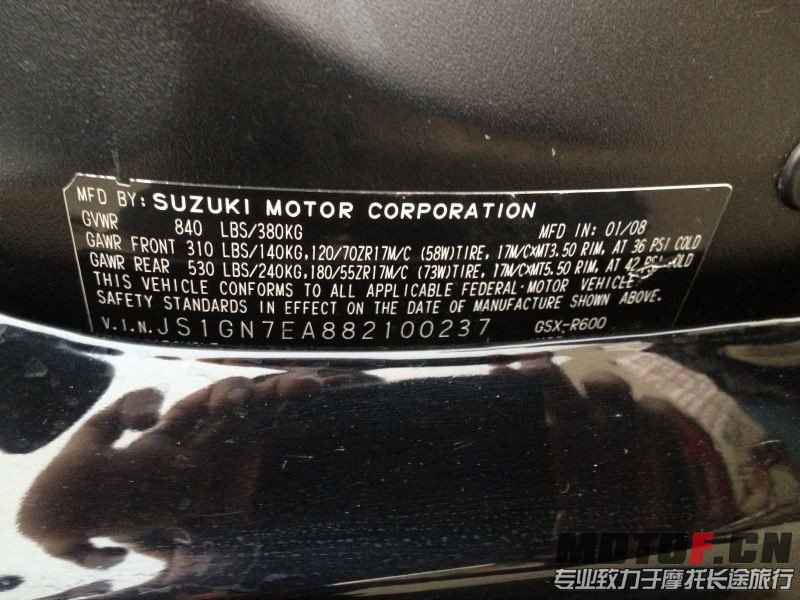 MFD BY: SUZUKI MOTOR CORPORATION
GVWR 840 LBS/380KG MFD IN: 01/08
GAWR FRONT 310 LBS/140KG,120/70ZR17M/C (58W)TIRE, 17M/C×MT3.50 RIM, AT 36 PSI COLD
GAWR REAR 530 LBS/240KG,180/55ZR17M/C (73W)TIRE, 17M/C×MT5.50 RIM, AT 42 PSI COLD
THIS VEHICLE CONFORMS TO ALL APPLICABLE FEDERAL-MOTOR VEHICLE
SAFETY STANDARDS IN EFFECT ON THE DATE OF MANUFACTURE SHOWN ABOVE.
V.I.N. JS1GN7EA882100237 GSX-R600
MOTOF.CN
专业致力于摩托长途旅行